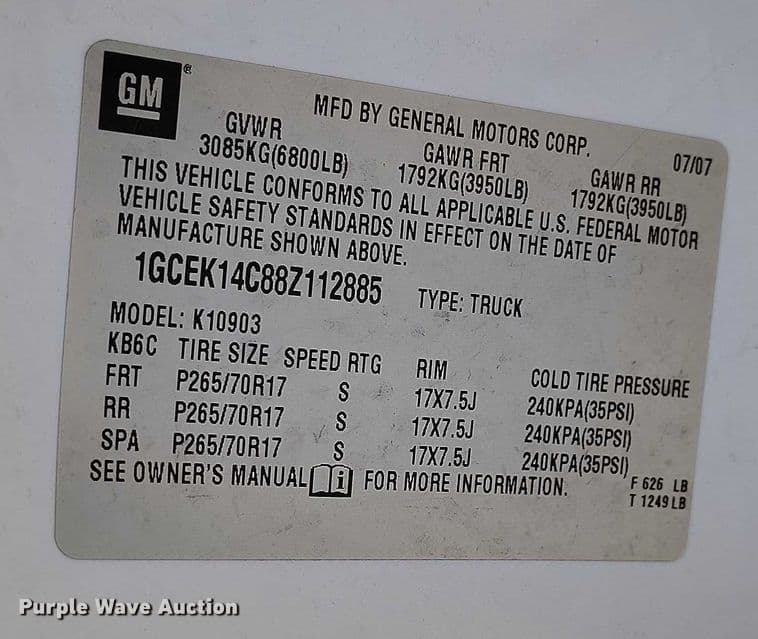 GM ®
MFD BY GENERAL MOTORS CORP.
07/07
GVWR GAWR FRT GAWR RR
3085KG(6800LB) 1792KG(3950LB) 1792KG(3950LB)
THIS VEHICLE CONFORMS TO ALL APPLICABLE U.S. FEDERAL MOTOR
VEHICLE SAFETY STANDARDS IN EFFECT ON THE DATE OF
MANUFACTURE SHOWN ABOVE.
1GCEK14C88Z112885 TYPE: TRUCK
MODEL: K10903
KB6C TIRE SIZE SPEED RTG RIM COLD TIRE PRESSURE
FRT P265/70R17 S 17X7.5J 240KPA(35PSI)
RR P265/70R17 S 17X7.5J 240KPA(35PSI)
SPA P265/70R17 S 17X7.5J 240KPA(35PSI)
SEE OWNER'S MANUAL i FOR MORE INFORMATION.
F 626 LB
T 1249 LB
Purple Wave Auction